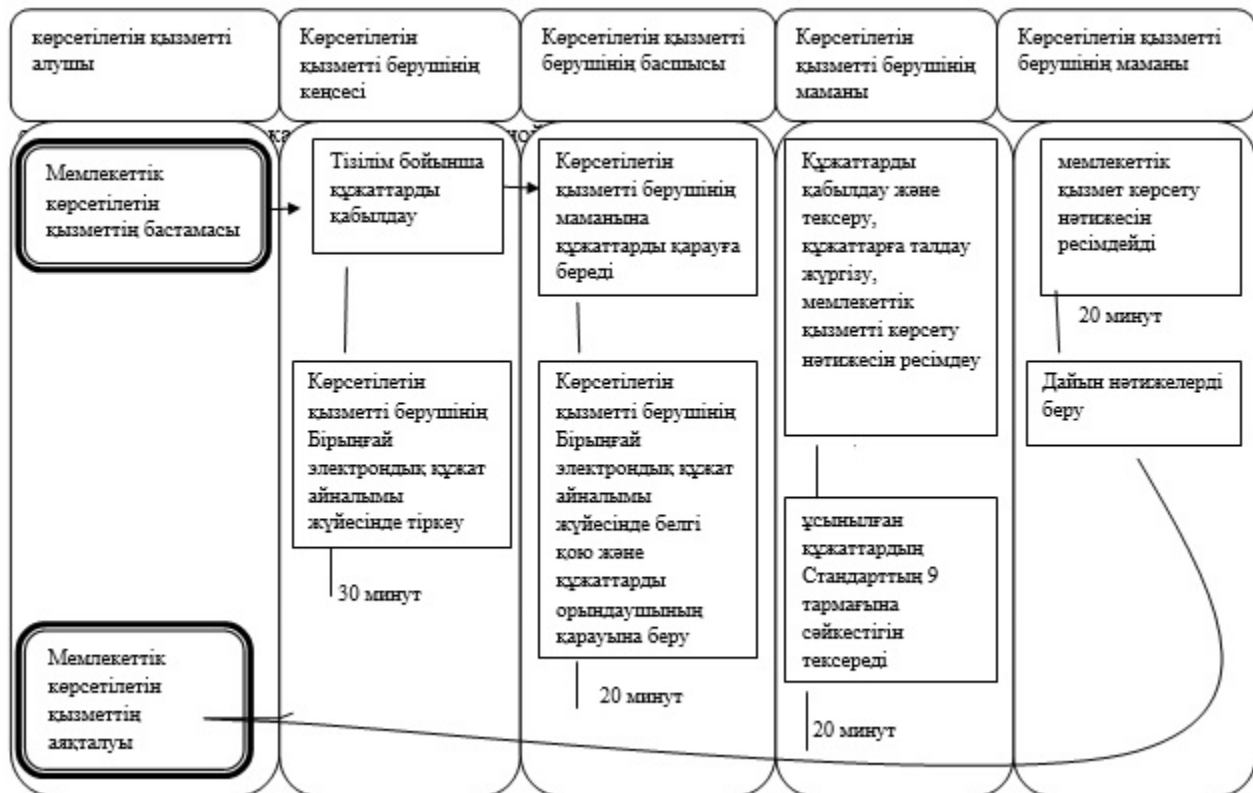 көрсетілетін қызметті
алушы
Көрсетілетін
қызметті берушінің
кеңсесі
Көрсетілетін қызметті
берушінің басшысы
Көрсетілетін
қызметті берушінің
маманы
Көрсетілетін қызметті
берушінің маманы
Мемлекеттік
көрсетілетін
қызметтің бастамасы
Тізілім бойынша
құжаттарды
қабылдау
Көрсетілетін
қызметті берушінің
маманына
құжаттарды қарауға
береді
Құжаттарды
қабылдау және
тексеру,
құжаттарға талдау
жүргізу,
мемлекеттік
қызметті көрсету
нәтижесін ресімдеу
мемлекеттік
қызмет көрсету
нәтижесін
ресімдейді
20 минут
Көрсетілетін
қызметті берушінің
Бірыңғай
электрондық құжат
айналымы
жүйесінде тіркеу
30 минут
Көрсетілетін
қызметті берушінің
Бірыңғай
электрондық құжат
айналымы
жүйесінде белгі
қою және
құжаттарды
орындаушының
қарауына беру
20 минут
ұсынылған
құжаттардың
Стандарттың 9
тармағына
сәйкестігін
тексереді
20 минут
Дайын нәтижелерді
беру
Мемлекеттік
көрсетілетін
қызметтің
аяқталуы